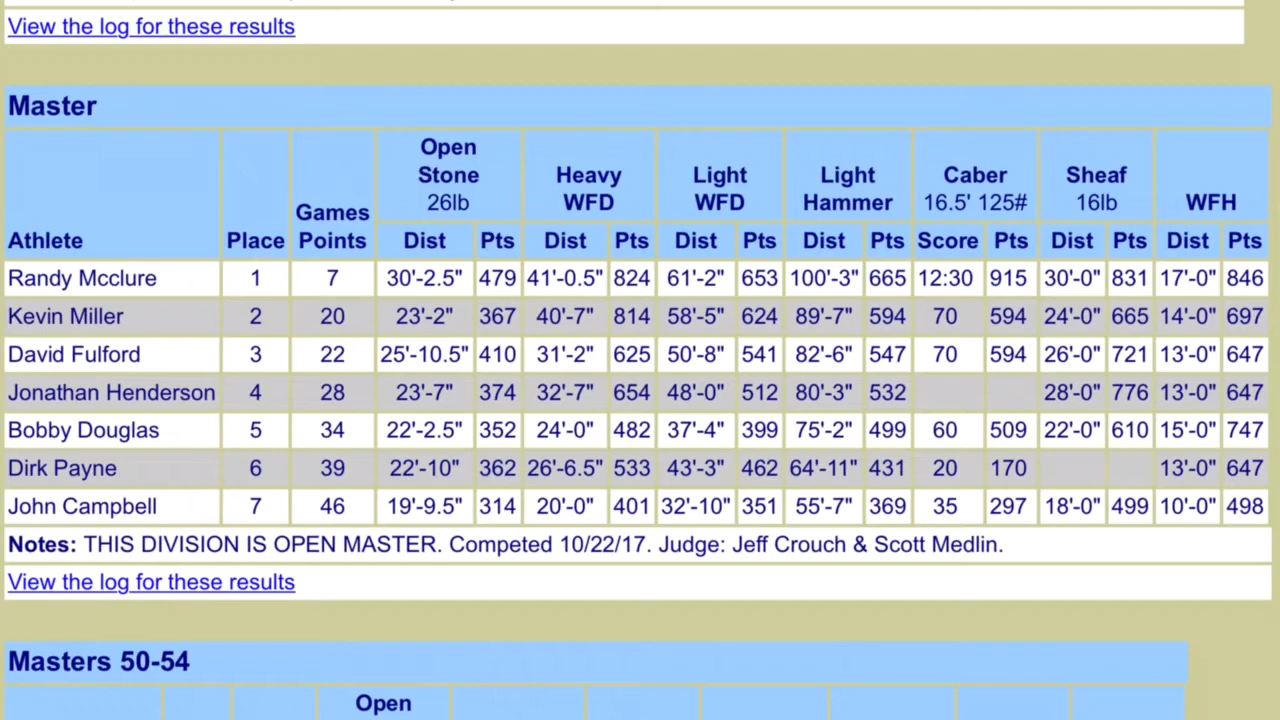 View the log for these results
Master
Athlete Place Games Points Open Stone 26lb Heavy WFD Light WFD Light Hammer Caber 16.5' 125# Sheaf 16lb WFH
Dist Pts Dist Pts Dist Pts Dist Pts Score Pts Dist Pts Dist Pts
Randy Mcclure 1 7 30'-2.5" 479 41'-0.5" 824 61'-2" 653 100'-3" 665 12:30 915 30'-0" 831 17'-0" 846
Kevin Miller 2 20 23'-2" 367 40'-7" 814 58'-5" 624 89'-7" 594 70 594 24'-0" 665 14'-0" 697
David Fulford 3 22 25'-10.5" 410 31'-2" 625 50'-8" 541 82'-6" 547 70 594 26'-0" 721 13'-0" 647
Jonathan Henderson 4 28 23'-7" 374 32'-7" 654 48'-0" 512 80'-3" 532 28'-0" 776 13'-0" 647
Bobby Douglas 5 34 22'-2.5" 352 24'-0" 482 37'-4" 399 75'-2" 499 60 509 22'-0" 610 15'-0" 747
Dirk Payne 6 39 22'-10" 362 26'-6.5" 533 43'-3" 462 64'-11" 431 20 170 13'-0" 647
John Campbell 7 46 19'-9.5" 314 20'-0" 401 32'-10" 351 55'-7" 369 35 297 18'-0" 499 10'-0" 498
Notes: THIS DIVISION IS OPEN MASTER. Competed 10/22/17. Judge: Jeff Crouch & Scott Medlin.
View the log for these results
Masters 50-54
Open